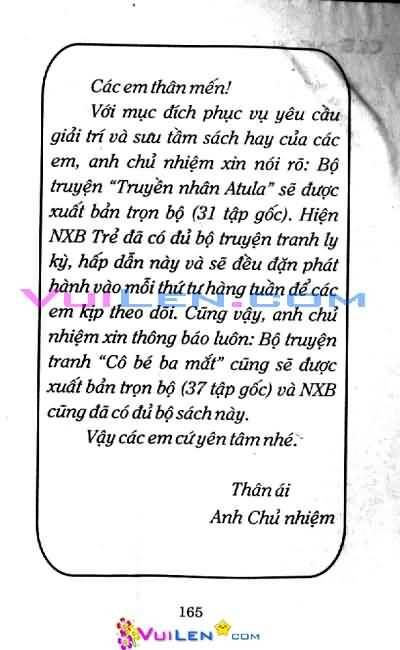 Các em thân mến!
Với mục đích phục vụ yêu cầu
giải trí và sưu tầm sách hay của các
em, anh chủ nhiệm xin nói rõ: Bộ
truyện "Truyền nhân Atula" sẽ được
xuất bản trọn bộ (31 tập gốc). Hiện
NXB Trẻ đã có đủ bộ truyện tranh ly
kỳ, hấp dẫn này và sẽ đều đặn phát
hành vào mỗi thứ tư hàng tuần để các
em kịp theo dõi. Cũng vậy, anh chủ
nhiệm xin thông báo luôn: Bộ truyện
tranh "Cô bé ba mắt" cũng sẽ được
xuất bản trọn bộ (37 tập gốc) và NXB
cũng đã có đủ bộ sách này.
Vậy các em cứ yên tâm nhé.
Thân ái
Anh Chủ nhiệm
VUILEN.COM
165
VUILEN.COM